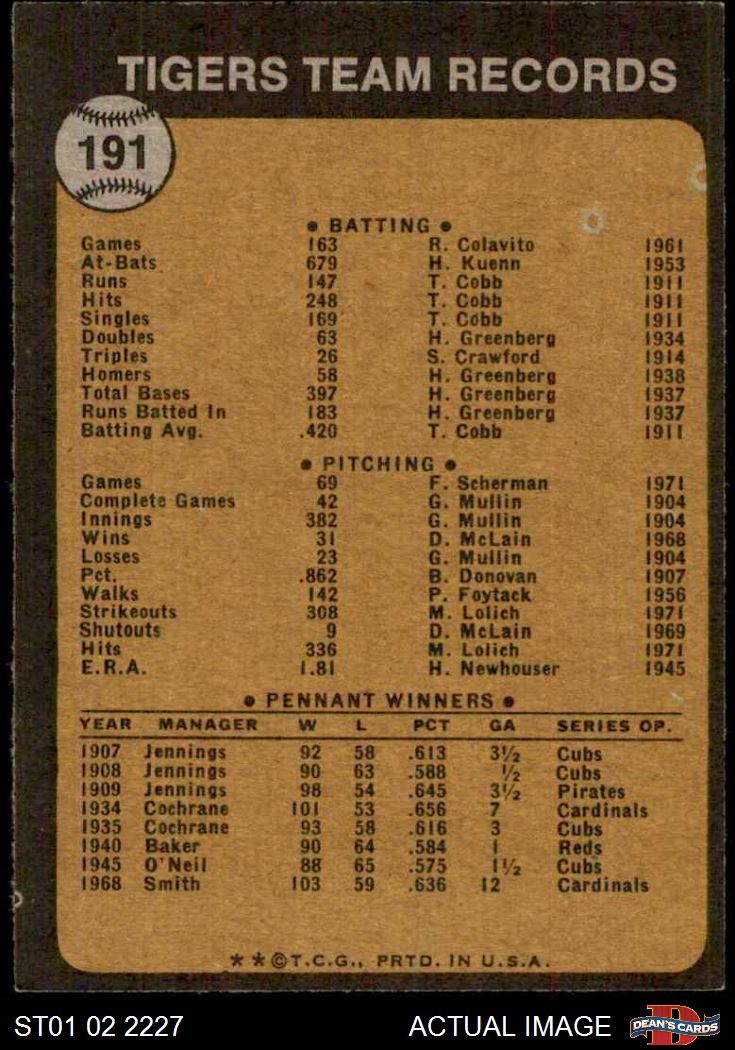 TIGERS TEAM RECORDS
191
• BATTING •
Games 163 R. Colavito 1961
At-Bats 679 H. Kuenn 1953
Runs 147 T. Cobb 1911
Hits 248 T. Cobb 1911
Singles 169 T. Cobb 1911
Doubles 63 H. Greenberg 1934
Triples 26 S. Crawford 1914
Homers 58 H. Greenberg 1938
Total Bases 397 H. Greenberg 1937
Runs Batted In 183 H. Greenberg 1937
Batting Avg. .420 T. Cobb 1911
• PITCHING •
Games 69 F. Scherman 1971
Complete Games 42 G. Mullin 1904
Innings 382 G. Mullin 1904
Wins 31 D. McLain 1968
Losses 23 G. Mullin 1904
Pct. .862 B. Donovan 1907
Walks 142 P. Foytack 1956
Strikeouts 308 M. Lolich 1971
Shutouts 9 D. McLain 1969
Hits 336 M. Lolich 1971
E.R.A. 1.81 H. Newhouser 1945
• PENNANT WINNERS •
YEAR MANAGER W L PCT GA SERIES OP.
1907 Jennings 92 58 .613 3½ Cubs
1908 Jennings 90 63 .588 ½ Cubs
1909 Jennings 98 54 .645 3½ Pirates
1934 Cochrane 101 53 .656 7 Cardinals
1935 Cochrane 93 58 .616 3 Cubs
1940 Baker 90 64 .584 1 Reds
1945 O'Neil 88 65 .575 1½ Cubs
1968 Smith 103 59 .636 12 Cardinals
**©T.C.G., PRTD. IN U.S.A.
ST01 02 2227 ACTUAL IMAGE DEAN'S CARDS